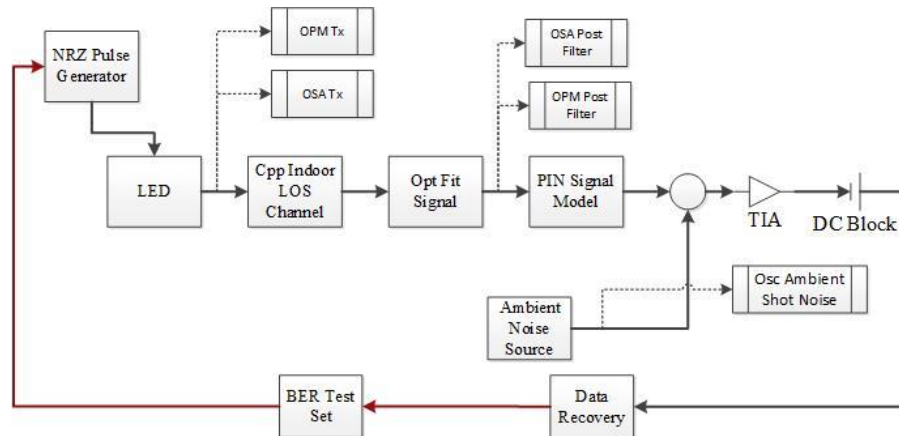 NRZ Pulse
Generator
OPM Tx
OSA Tx
OSA Post
Filter
OPM Post
Filter
LED
Cpp Indoor
LOS
Channel
Opt Fit
Signal
PIN Signal
Model
TIA
DC Block
Ambient
Noise
Source
Osc Ambient
Shot Noise
BER Test
Set
Data
Recovery